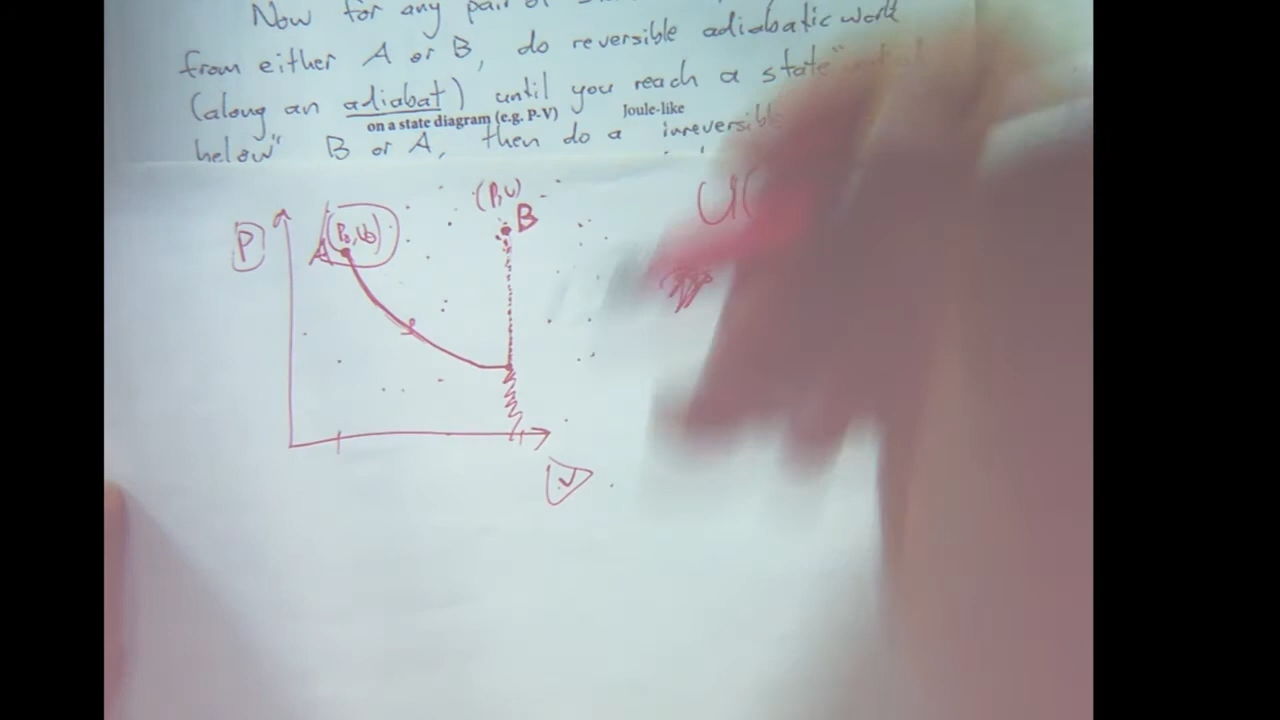 Now for any pair of
from either A or B, do reversible adiabatic work
(along an adiabat) until you reach a state "
on a state diagram (e.g. P-V) Joule-like
below" B or A, then do a irreversible
(P,V)
B
P
A (P₀,V₀)
U(
V